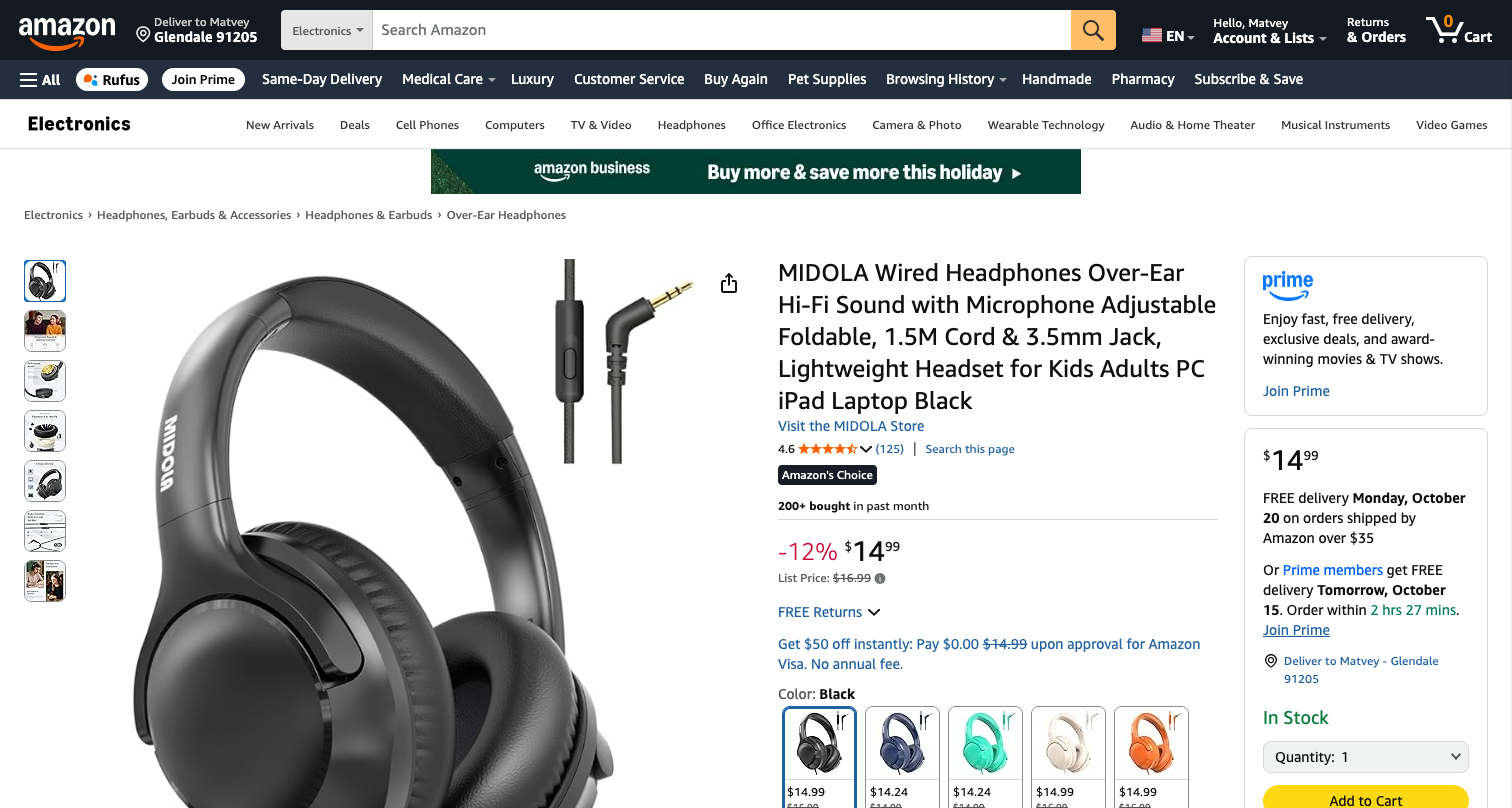 amazon
Deliver to Matvey
Glendale 91205
Electronics
Search Amazon
EN
Hello, Matvey
Account & Lists
Returns
& Orders
0
Cart
All
Rufus
Join Prime
Same-Day Delivery
Medical Care
Luxury
Customer Service
Buy Again
Pet Supplies
Browsing History
Handmade
Pharmacy
Subscribe & Save
Electronics
New Arrivals
Deals
Cell Phones
Computers
TV & Video
Headphones
Office Electronics
Camera & Photo
Wearable Technology
Audio & Home Theater
Musical Instruments
Video Games
amazon business
Buy more & save more this holiday ▸
Electronics › Headphones, Earbuds & Accessories › Headphones & Earbuds › Over-Ear Headphones
MIDOLA
MIDOLA Wired Headphones Over-Ear
Hi-Fi Sound with Microphone Adjustable
Foldable, 1.5M Cord & 3.5mm Jack,
Lightweight Headset for Kids Adults PC
iPad Laptop Black
Visit the MIDOLA Store
4.6 (125) | Search this page
Amazon's Choice
200+ bought in past month
-12% $14 99
List Price: $16.99
FREE Returns
Get $50 off instantly: Pay $0.00 $14.99 upon approval for Amazon
Visa. No annual fee.
Color: Black
$14.99
$14.24
$14.24
$14.99
$14.99
$16.99
$14.99
$14.99
$16.99
$16.99
prime
Enjoy fast, free delivery,
exclusive deals, and award-
winning movies & TV shows.
Join Prime
$14 99
FREE delivery Monday, October
20 on orders shipped by
Amazon over $35
Or Prime members get FREE
delivery Tomorrow, October
15. Order within 2 hrs 27 mins.
Join Prime
Deliver to Matvey - Glendale
91205
In Stock
Quantity: 1
Add to Cart